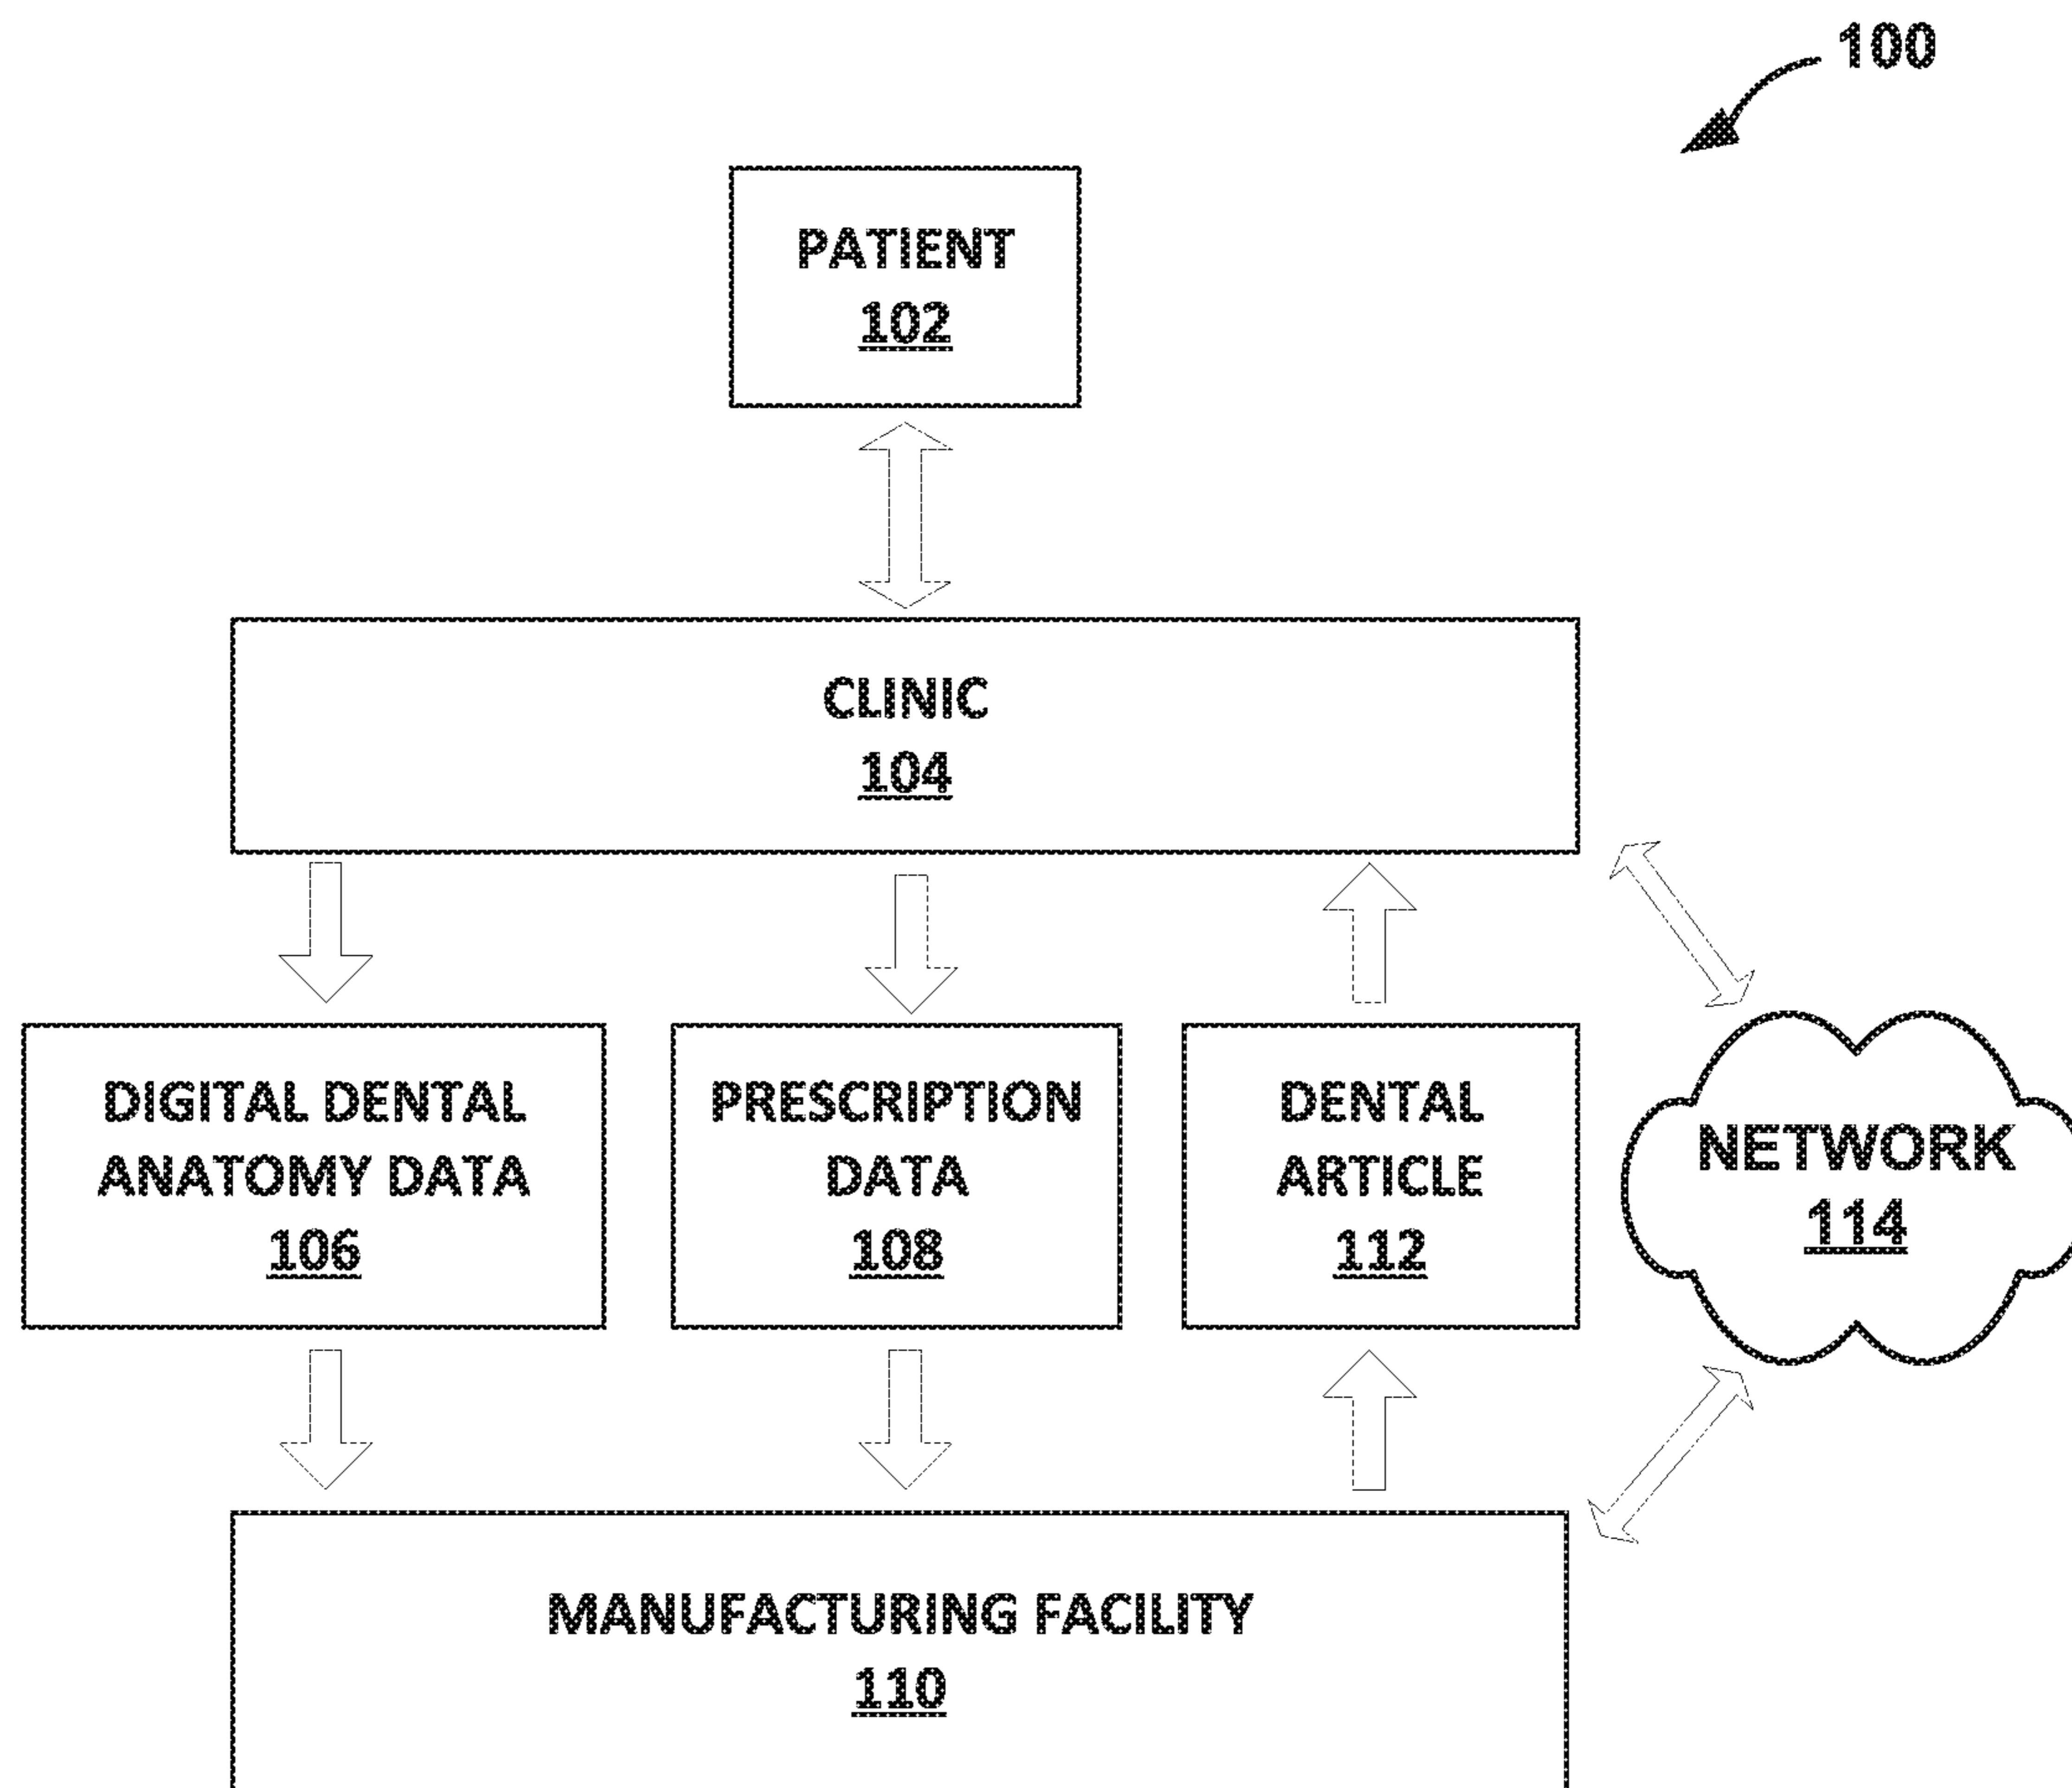 100
PATIENT
102
CLINIC
104
DIGITAL DENTAL
ANATOMY DATA
106
PRESCRIPTION
DATA
108
DENTAL
ARTICLE
112
NETWORK
114
MANUFACTURING FACILITY
110